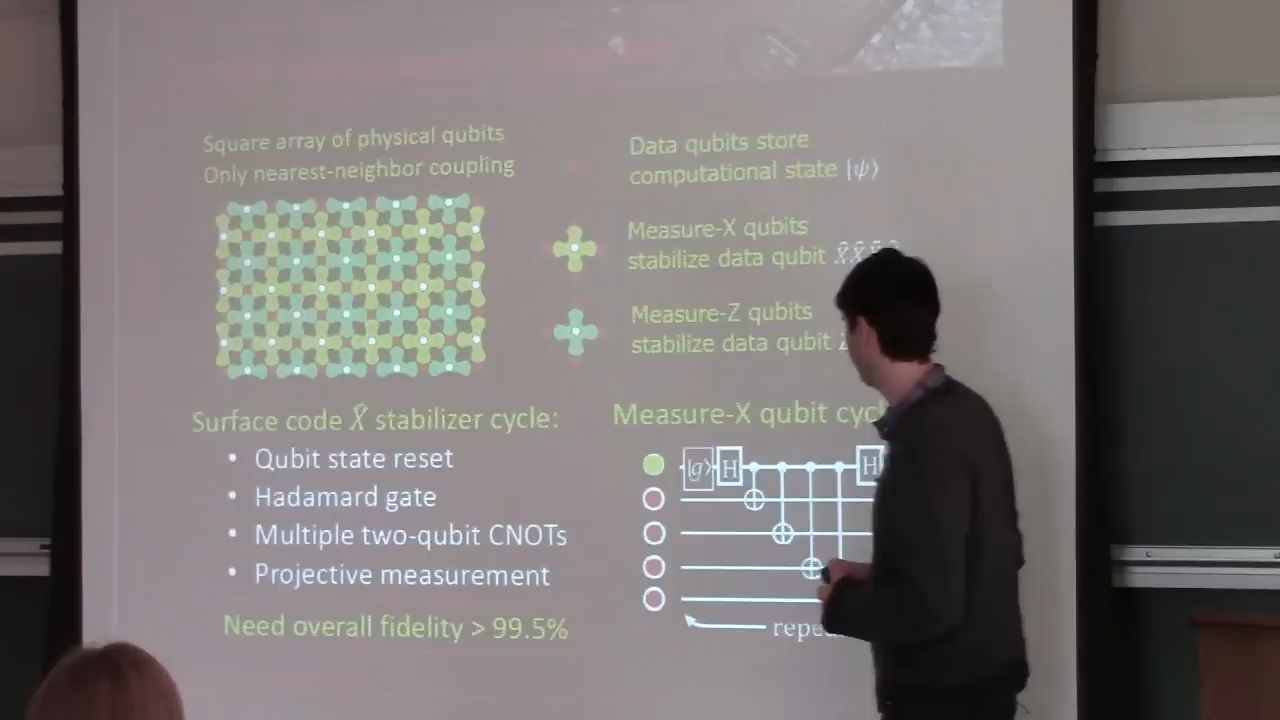 Square array of physical qubits
Only nearest-neighbor coupling
Data qubits store
computational state |ψ⟩
Measure-X qubits
stabilize data qubit X̂X̂X̂X̂
Measure-Z qubits
stabilize data qubit
Surface code X̂ stabilizer cycle:
• Qubit state reset
• Hadamard gate
• Multiple two-qubit CNOTs
• Projective measurement
Need overall fidelity > 99.5%
Measure-X qubit
|g⟩ H H